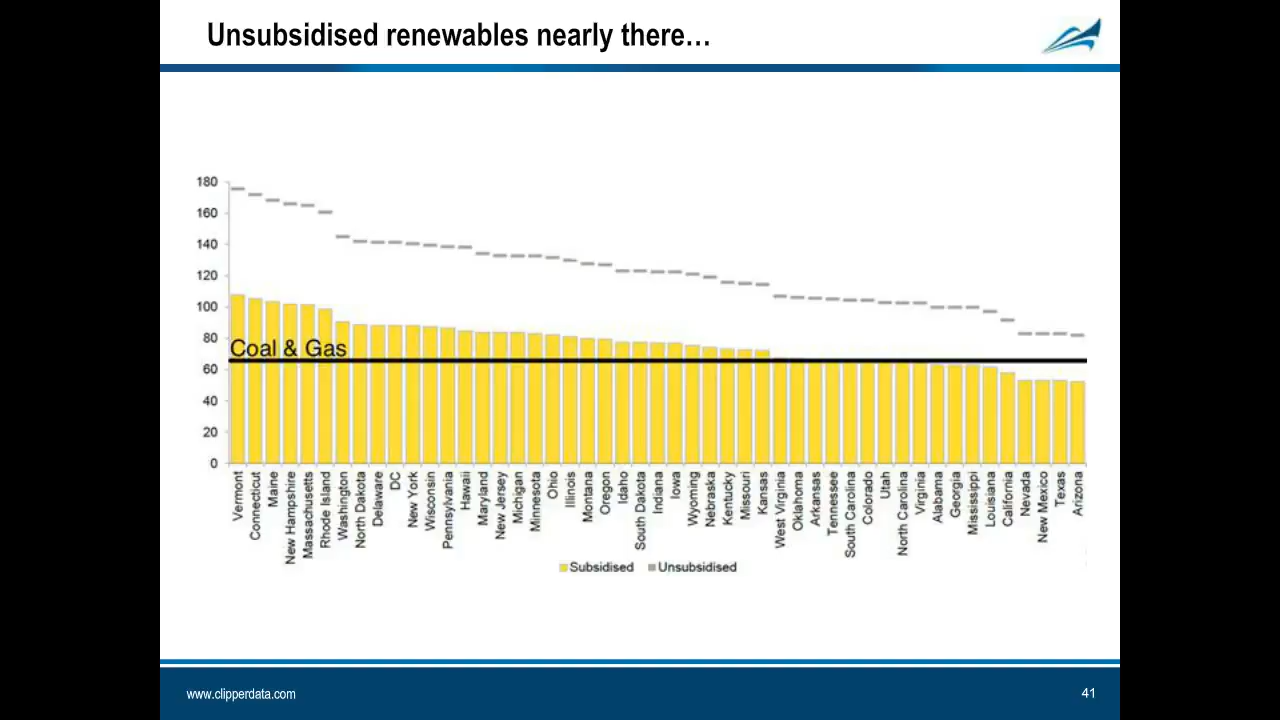 Unsubsidised renewables nearly there…
180
160
140
120
100
80
60
40
20
0
Coal & Gas
Vermont
Connecticut
Maine
New Hampshire
Massachusetts
Rhode Island
Washington
North Dakota
Delaware
DC
New York
Wisconsin
Pennsylvania
Hawaii
Maryland
New Jersey
Michigan
Minnesota
Ohio
Illinois
Montana
Oregon
Idaho
South Dakota
Indiana
Iowa
Wyoming
Nebraska
Kentucky
Missouri
Kansas
West Virginia
Oklahoma
Arkansas
Tennessee
South Carolina
Colorado
Utah
North Carolina
Virginia
Alabama
Georgia
Mississippi
Louisiana
California
Nevada
New Mexico
Texas
Arizona
Subsidised Unsubsidised
www.clipperdata.com
41